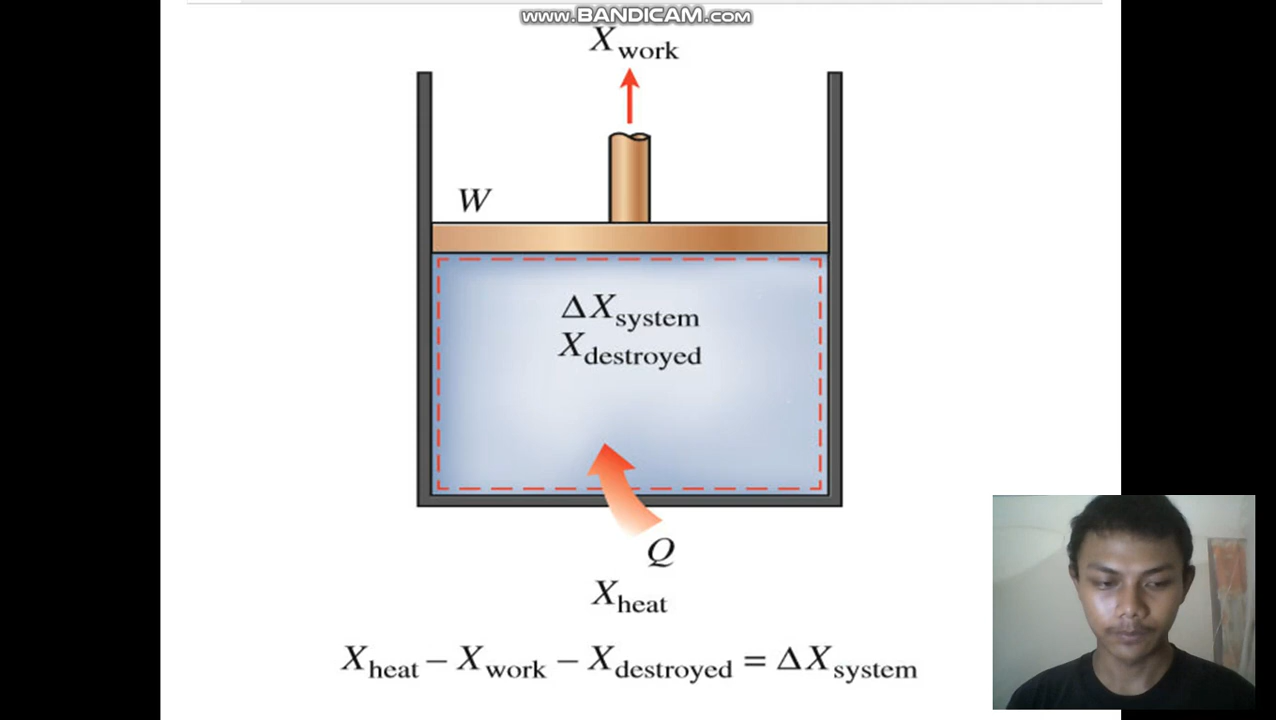 www.BANDICAM.com
X_work
W
ΔX_system
X_destroyed
Q
X_heat
X_heat − X_work − X_destroyed = ΔX_system